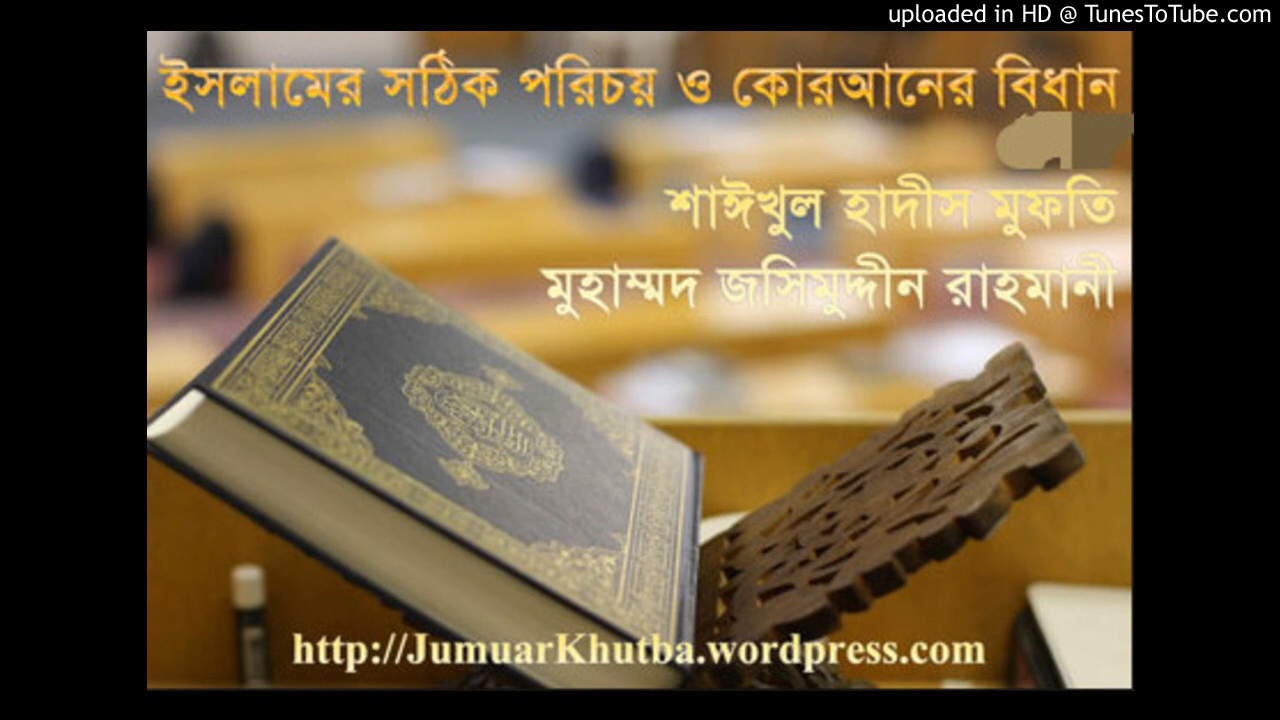 uploaded in HD @ TunesToTube.com
ইসলামের সঠিক পরিচয় ও কোরআনের বিধান
শাঈখুল হাদীস মুফতি
মুহাম্মদ জসিমুদ্দীন রাহমানী
http://JumuarKhutba.wordpress.com